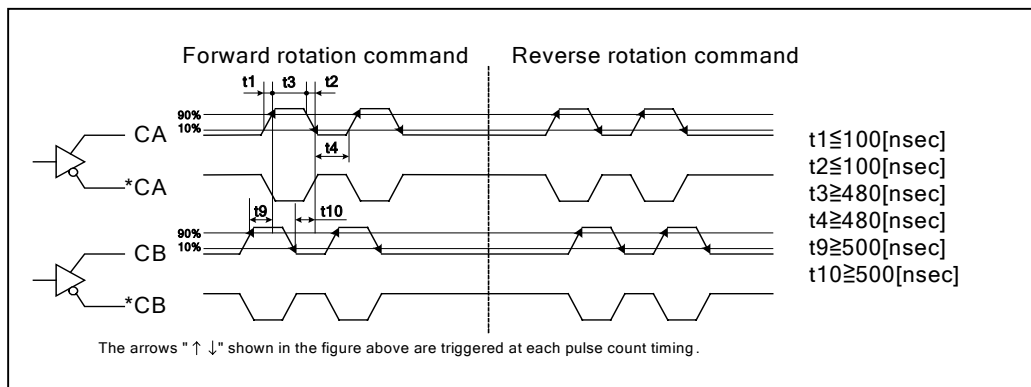 Forward rotation command
Reverse rotation command
t1 t3 t2
90%
10%
CA
t4
*CA
t9 t10
90%
10%
CB
*CB
t1≦100[nsec]
t2≦100[nsec]
t3≧480[nsec]
t4≧480[nsec]
t9≧500[nsec]
t10≧500[nsec]
The arrows " ↑ ↓" shown in the figure above are triggered at each pulse count timing.